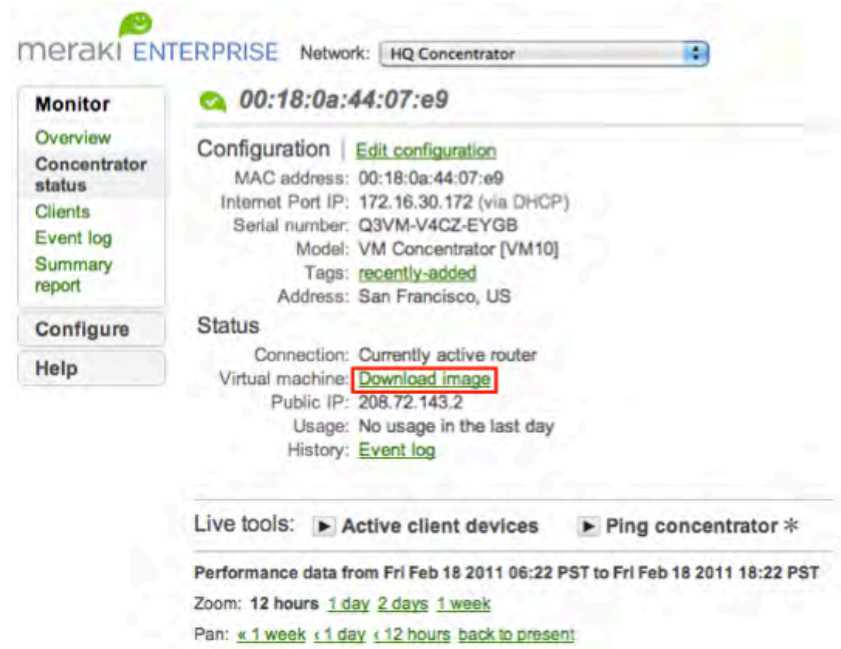 meraki ENTERPRISE Network: HQ Concentrator
Monitor
Overview
Concentrator
status
Clients
Event log
Summary
report
Configure
Help
00:18:0a:44:07:e9
Configuration | Edit configuration
MAC address: 00:18:0a:44:07:e9
Internet Port IP: 172.16.30.172 (via DHCP)
Serial number: Q3VM-V4CZ-EYGB
Model: VM Concentrator [VM10]
Tags: recently-added
Address: San Francisco, US
Status
Connection: Currently active router
Virtual machine: Download image
Public IP: 208.72.143.2
Usage: No usage in the last day
History: Event log
Live tools: Active client devices Ping concentrator *
Performance data from Fri Feb 18 2011 06:22 PST to Fri Feb 18 2011 18:22 PST
Zoom: 12 hours 1 day 2 days 1 week
Pan: « 1 week ‹ 1 day ‹ 12 hours back to present